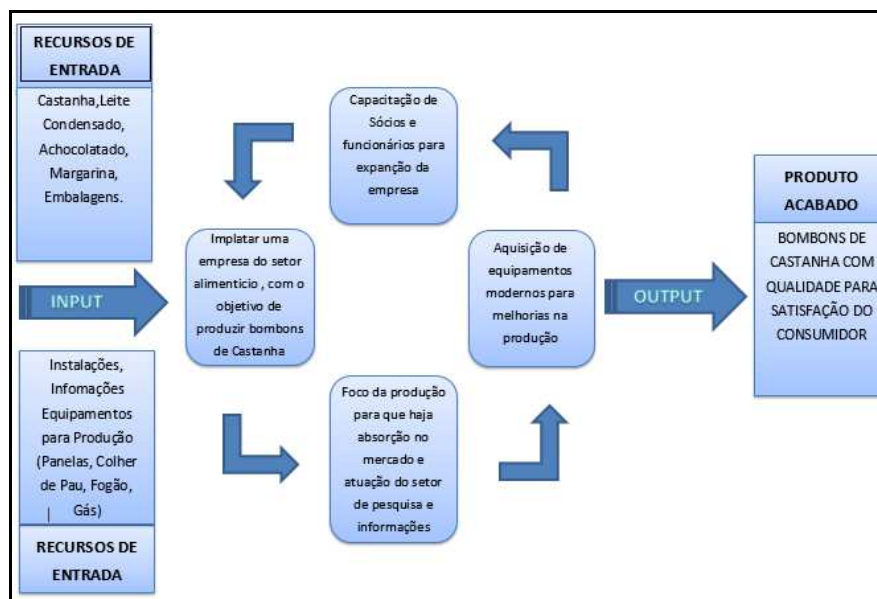 RECURSOS DE
ENTRADA
Castanha,Leite
Condensado,
Achocolatado,
Margarina,
Embalagens.
INPUT
Instalações,
Infomações
Equipamentos
para Produção
(Panelas, Colher
de Pau, Fogão,
Gás)
RECURSOS DE
ENTRADA
Capacitação de
Sócios e
funcionários para
expanção da
empresa
Implatar uma
empresa do setor
alimenticio , com o
objetivo de
produzir bombons
de Castanha
Aquisição de
equipamentos
modernos para
melhorias na
produção
Foco da produção
para que haja
absorção no
mercado e
atuação do setor
de pesquisa e
informações
OUTPUT
PRODUTO
ACABADO
BOMBONS DE
CASTANHA COM
QUALIDADE PARA
SATISFAÇÃO DO
CONSUMIDOR